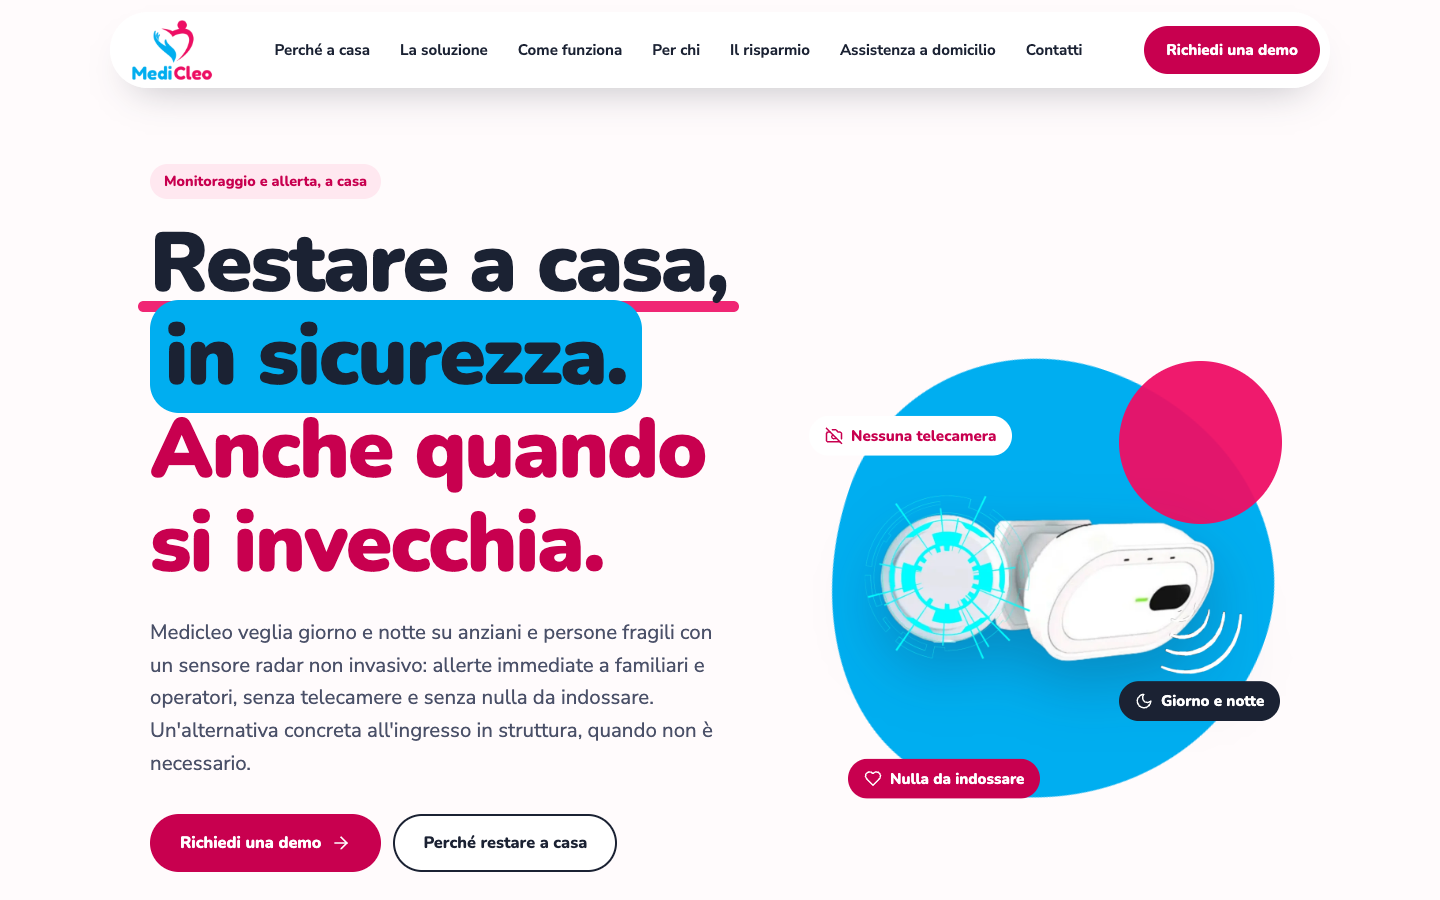 MediCleo
Perché a casa
La soluzione
Come funziona
Per chi
Il risparmio
Assistenza a domicilio
Contatti
Richiedi una demo
Monitoraggio e allerta, a casa
Restare a casa,
in sicurezza.
Anche quando
si invecchia.
Medicleo veglia giorno e notte su anziani e persone fragili con
un sensore radar non invasivo: allerte immediate a familiari e
operatori, senza telecamere e senza nulla da indossare.
Un'alternativa concreta all'ingresso in struttura, quando non è
necessario.
Richiedi una demo
Perché restare a casa
Nessuna telecamera
Giorno e notte
Nulla da indossare